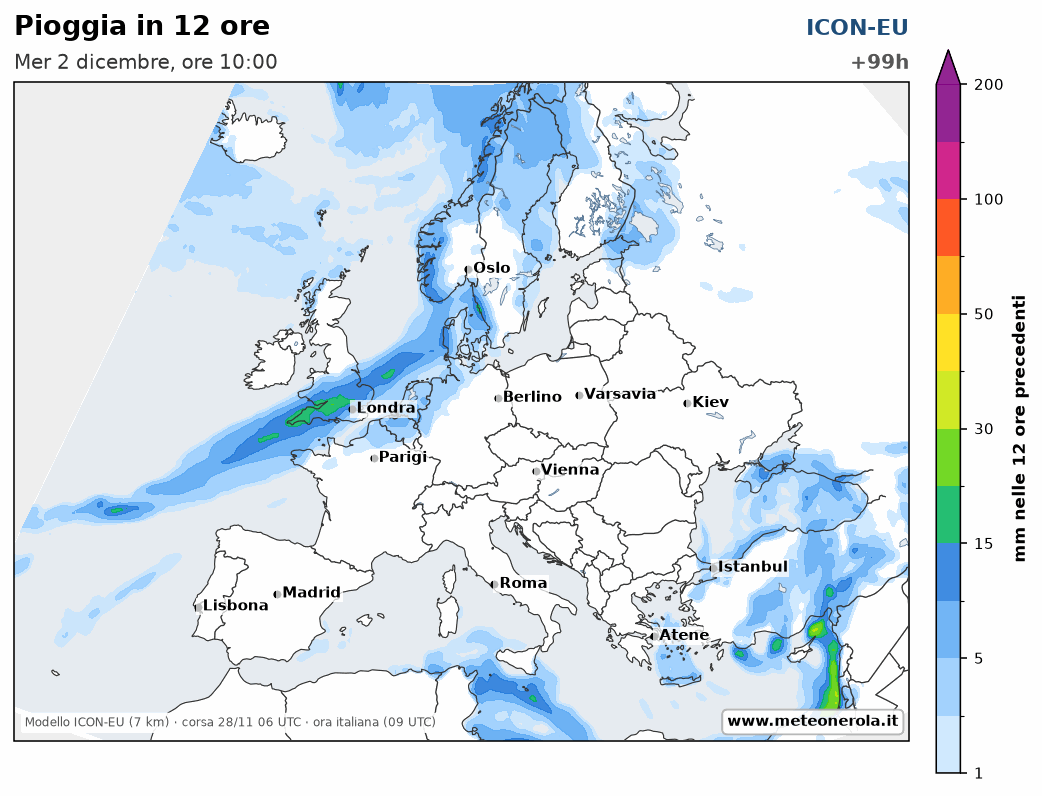 Pioggia in 12 ore
ICON-EU
Mer 2 dicembre, ore 10:00
+99h
200
100
50
30
15
5
1
mm nelle 12 ore precedenti
Oslo
Londra
Berlino
Varsavia
Kiev
Parigi
Vienna
Istanbul
Roma
Madrid
Lisbona
Atene
Modello ICON-EU (7 km) · corsa 28/11 06 UTC · ora italiana (09 UTC)
www.meteonerola.it